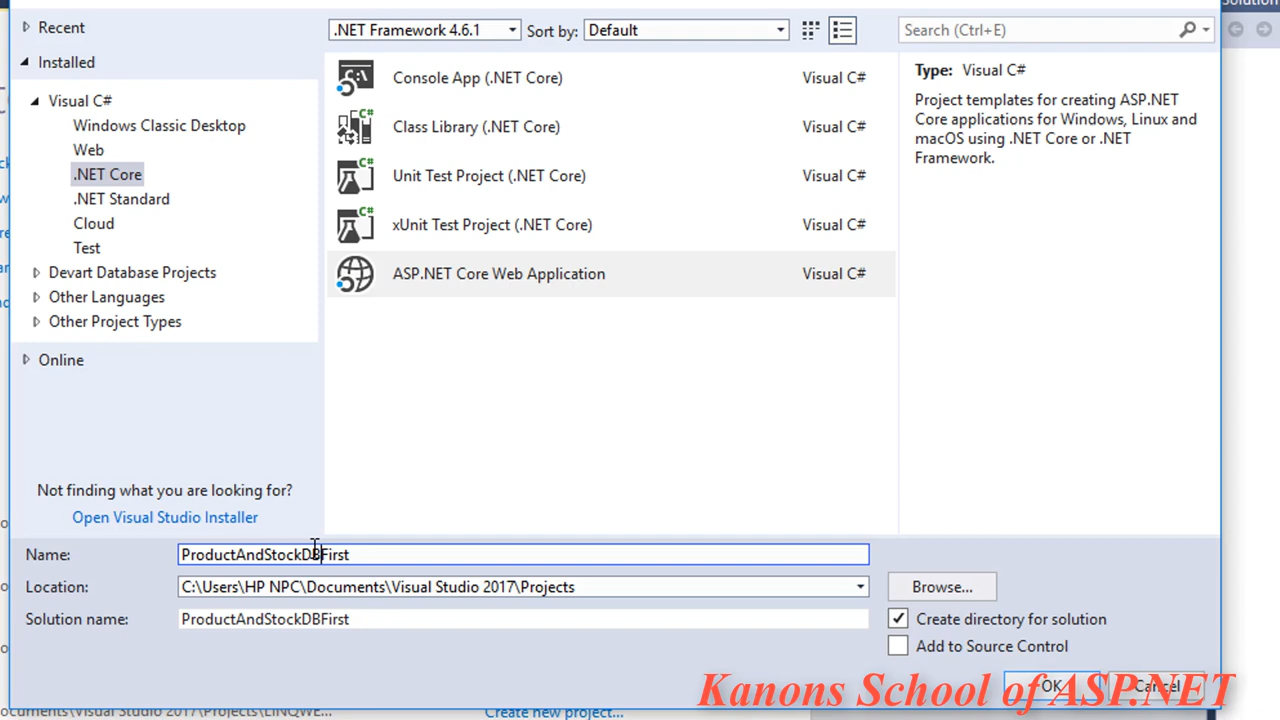 Solution
Recent
.NET Framework 4.6.1
Sort by:
Default
Search (Ctrl+E)
Installed
Visual C#
Windows Classic Desktop
Web
.NET Core
.NET Standard
Cloud
Test
Devart Database Projects
Other Languages
Other Project Types
Online
Console App (.NET Core) Visual C#
Class Library (.NET Core) Visual C#
Unit Test Project (.NET Core) Visual C#
xUnit Test Project (.NET Core) Visual C#
ASP.NET Core Web Application Visual C#
Type: Visual C#
Project templates for creating ASP.NET
Core applications for Windows, Linux and
macOS using .NET Core or .NET
Framework.
Not finding what you are looking for?
Open Visual Studio Installer
Name: ProductAndStockDBFirst
Location: C:\Users\HP NPC\Documents\Visual Studio 2017\Projects
Browse...
Solution name: ProductAndStockDBFirst
Create directory for solution
Add to Source Control
OK
Cancel
Kanons School of ASP.NET
Create new project...